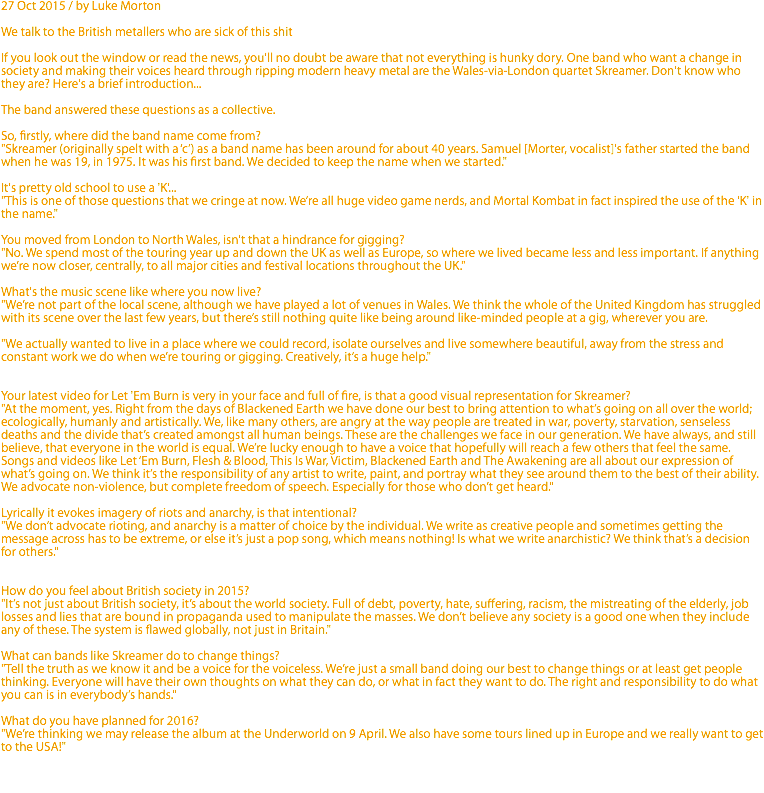 27 Oct 2015 / by Luke Morton
We talk to the British metallers who are sick of this shit
If you look out the window or read the news, you'll no doubt be aware that not everything is hunky dory. One band who want a change in
society and making their voices heard through ripping modern heavy metal are the Wales-via-London quartet Skreamer. Don't know who
they are? Here's a brief introduction...
The band answered these questions as a collective.
So, firstly, where did the band name come from?
"Skreamer (originally spelt with a ‘c’) as a band name has been around for about 40 years. Samuel [Morter, vocalist]'s father started the band
when he was 19, in 1975. It was his first band. We decided to keep the name when we started."
It's pretty old school to use a 'K'...
"This is one of those questions that we cringe at now. We’re all huge video game nerds, and Mortal Kombat in fact inspired the use of the 'K' in
the name."
You moved from London to North Wales, isn't that a hindrance for gigging?
"No. We spend most of the touring year up and down the UK as well as Europe, so where we lived became less and less important. If anything
we’re now closer, centrally, to all major cities and festival locations throughout the UK."
What's the music scene like where you now live?
"We’re not part of the local scene, although we have played a lot of venues in Wales. We think the whole of the United Kingdom has struggled
with its scene over the last few years, but there’s still nothing quite like being around like-minded people at a gig, wherever you are.
"We actually wanted to live in a place where we could record, isolate ourselves and live somewhere beautiful, away from the stress and
constant work we do when we’re touring or gigging. Creatively, it’s a huge help."
Your latest video for Let 'Em Burn is very in your face and full of fire, is that a good visual representation for Skreamer?
"At the moment, yes. Right from the days of Blackened Earth we have done our best to bring attention to what’s going on all over the world;
ecologically, humanly and artistically. We, like many others, are angry at the way people are treated in war, poverty, starvation, senseless
deaths and the divide that’s created amongst all human beings. These are the challenges we face in our generation. We have always, and still
believe, that everyone in the world is equal. We’re lucky enough to have a voice that hopefully will reach a few others that feel the same.
Songs and videos like Let ‘Em Burn, Flesh & Blood, This Is War, Victim, Blackened Earth and The Awakening are all about our expression of
what’s going on. We think it’s the responsibility of any artist to write, paint, and portray what they see around them to the best of their ability.
We advocate non-violence, but complete freedom of speech. Especially for those who don’t get heard."
Lyrically it evokes imagery of riots and anarchy, is that intentional?
"We don’t advocate rioting, and anarchy is a matter of choice by the individual. We write as creative people and sometimes getting the
message across has to be extreme, or else it’s just a pop song, which means nothing! Is what we write anarchistic? We think that’s a decision
for others."
How do you feel about British society in 2015?
"It’s not just about British society, it’s about the world society. Full of debt, poverty, hate, suffering, racism, the mistreating of the elderly, job
losses and lies that are bound in propaganda used to manipulate the masses. We don’t believe any society is a good one when they include
any of these. The system is flawed globally, not just in Britain."
What can bands like Skreamer do to change things?
"Tell the truth as we know it and be a voice for the voiceless. We’re just a small band doing our best to change things or at least get people
thinking. Everyone will have their own thoughts on what they can do, or what in fact they want to do. The right and responsibility to do what
you can is in everybody’s hands."
What do you have planned for 2016?
"We’re thinking we may release the album at the Underworld on 9 April. We also have some tours lined up in Europe and we really want to get
to the USA!"